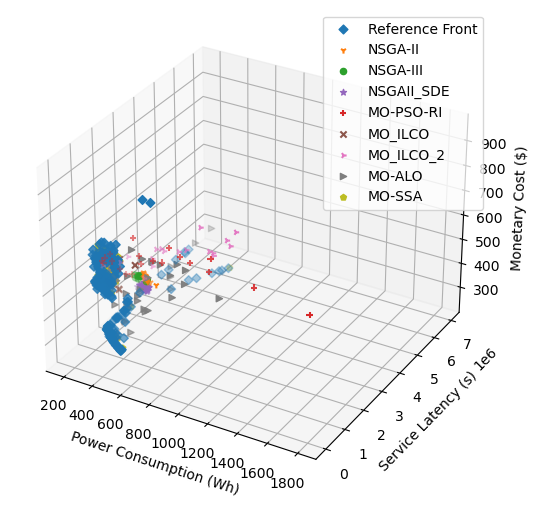 Reference Front
NSGA-II
NSGA-III
NSGAII_SDE
MO-PSO-RI
MO_ILCO
MO_ILCO_2
MO-ALO
MO-SSA
900
800
700
600
500
400
300
Monetary Cost ($)
200
400
600
800
1000
1200
1400
1600
1800
Power Consumption (Wh)
0
1
2
3
4
5
6
7
Service Latency (s) 1e6